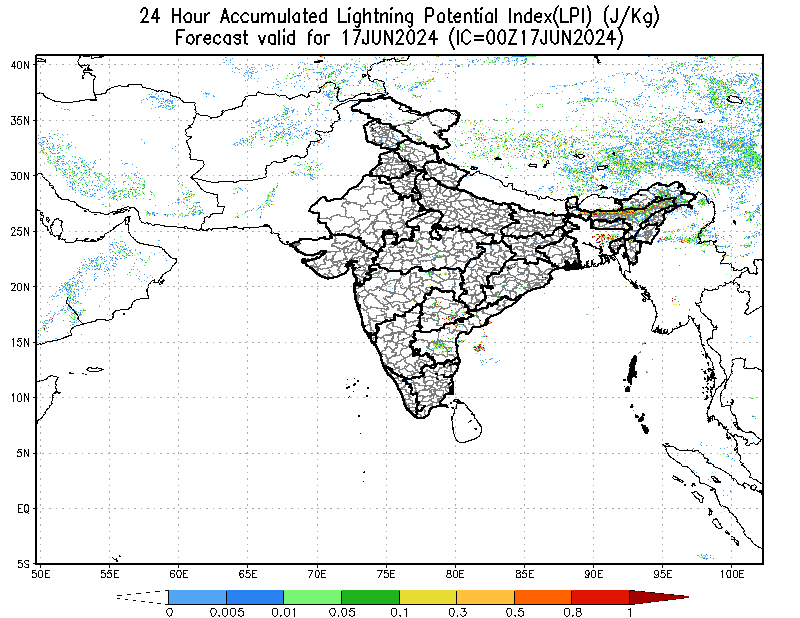 24 Hour Accumulated Lightning Potential Index(LPI) (J/Kg)
Forecast valid for 17JUN2024 (IC=00Z17JUN2024)
40N
35N
30N
25N
20N
15N
10N
5N
EQ
5S
50E 55E 60E 65E 70E 75E 80E 85E 90E 95E 100E
0 0.005 0.01 0.05 0.1 0.3 0.5 0.8 1